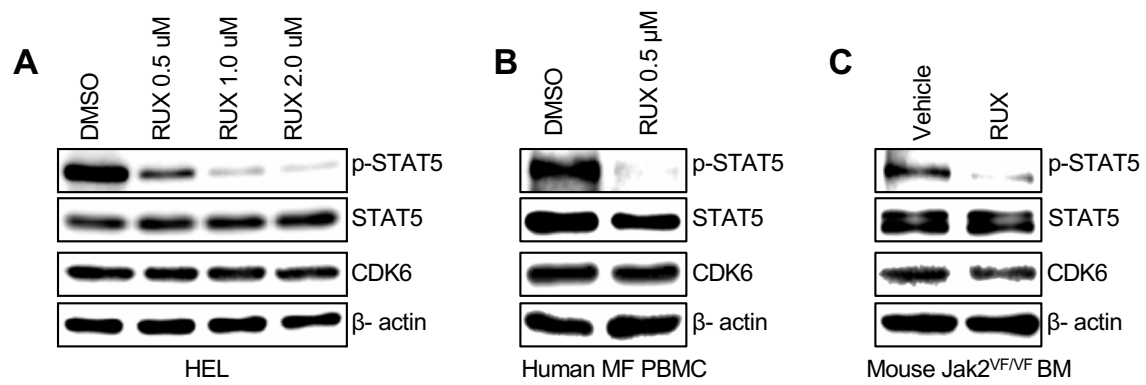 A
DMSO
RUX 0.5 uM
RUX 1.0 uM
RUX 2.0 uM
p-STAT5
STAT5
CDK6
β- actin
HEL
B
DMSO
RUX 0.5 μM
p-STAT5
STAT5
CDK6
β- actin
Human MF PBMC
C
Vehicle
RUX
p-STAT5
STAT5
CDK6
β- actin
Mouse Jak2VF/VF BM